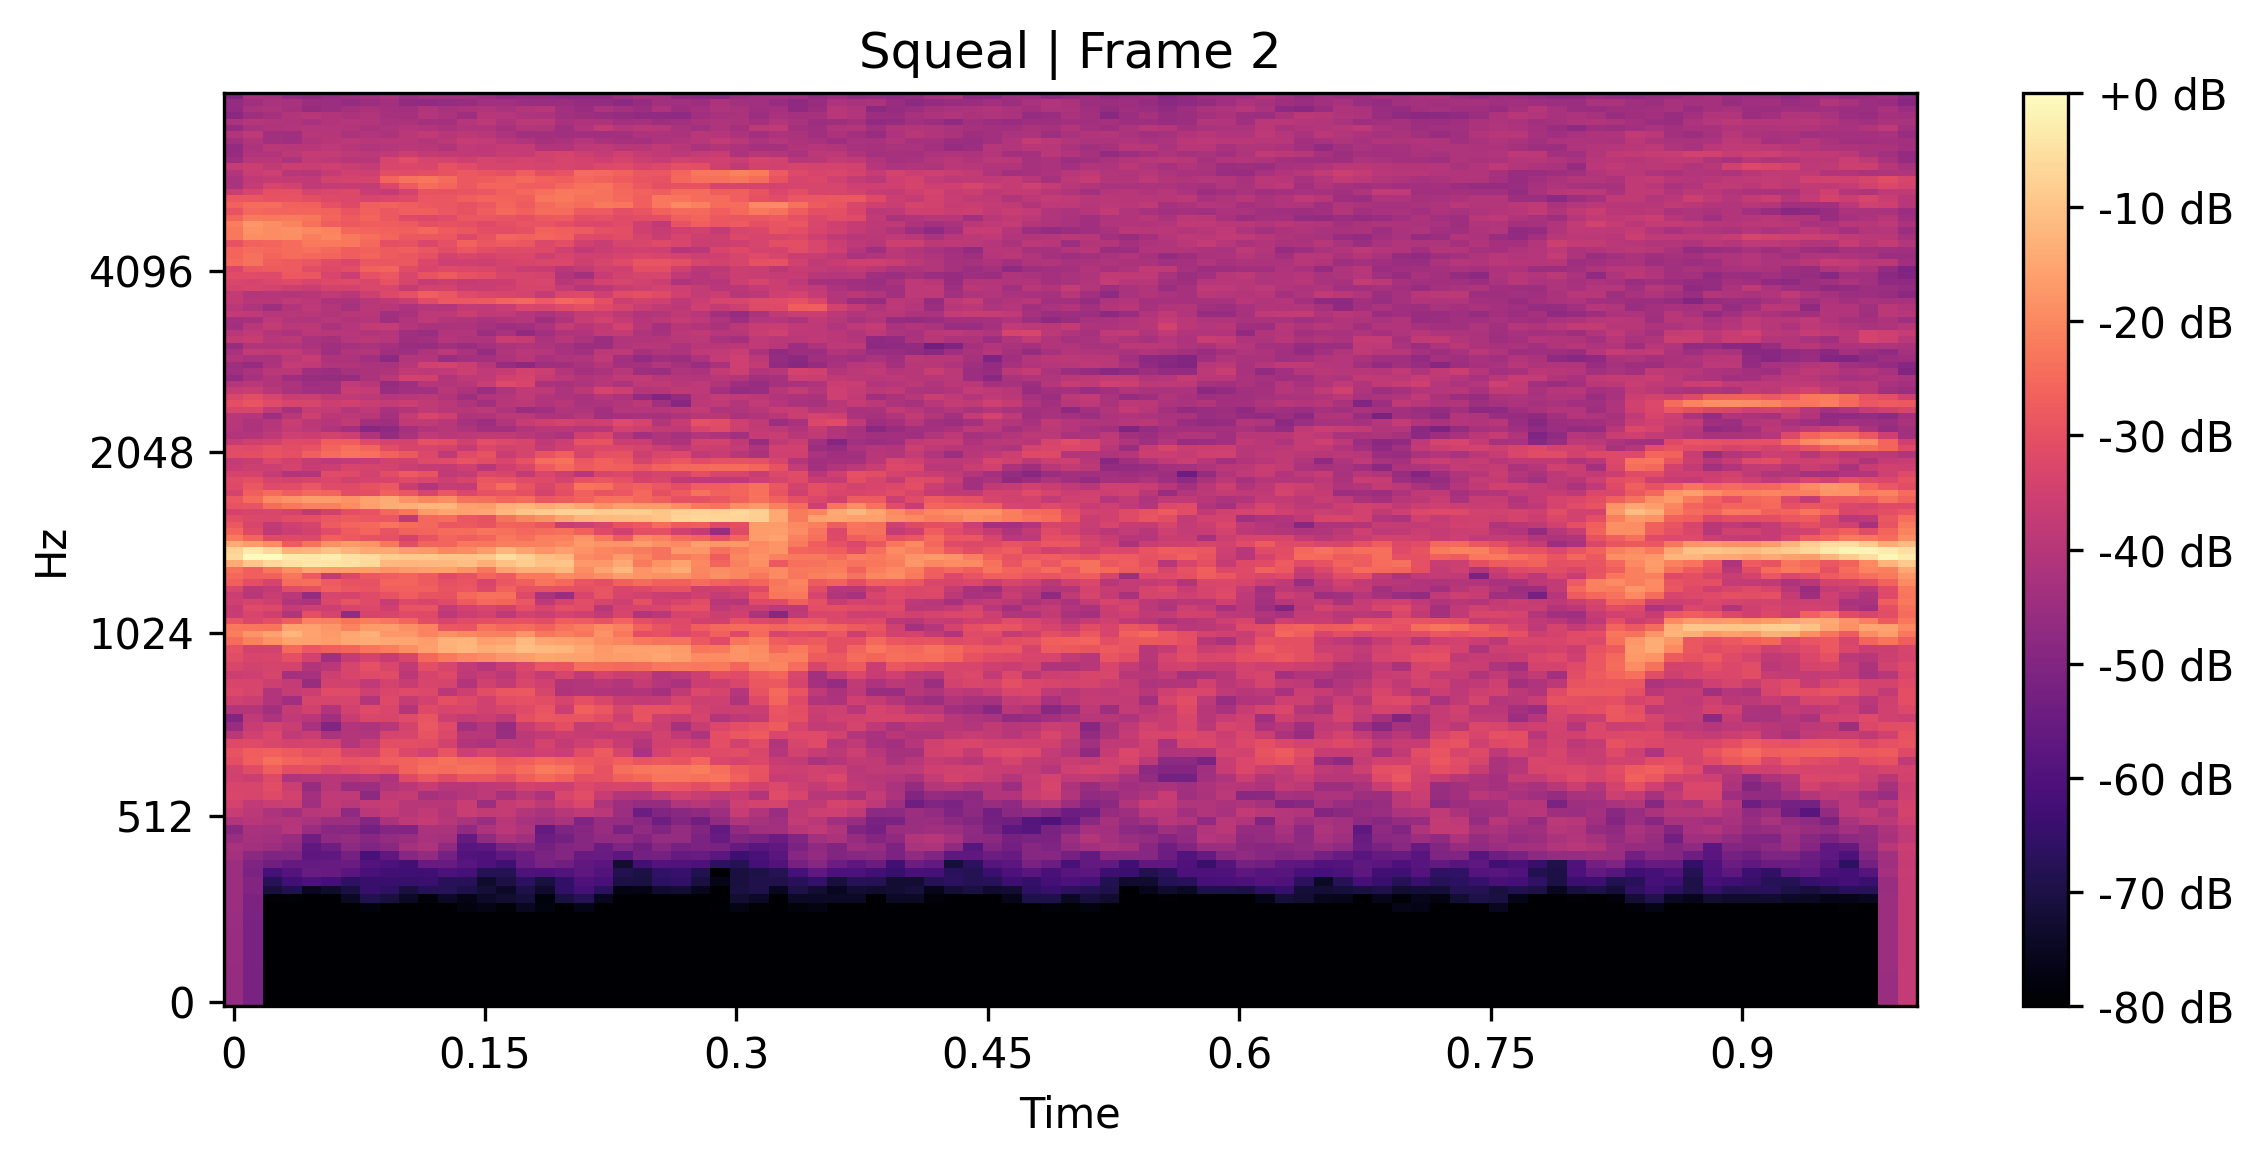 Squeal | Frame 2
Hz
4096
2048
1024
512
0
0 0.15 0.3 0.45 0.6 0.75 0.9
Time
+0 dB
-10 dB
-20 dB
-30 dB
-40 dB
-50 dB
-60 dB
-70 dB
-80 dB